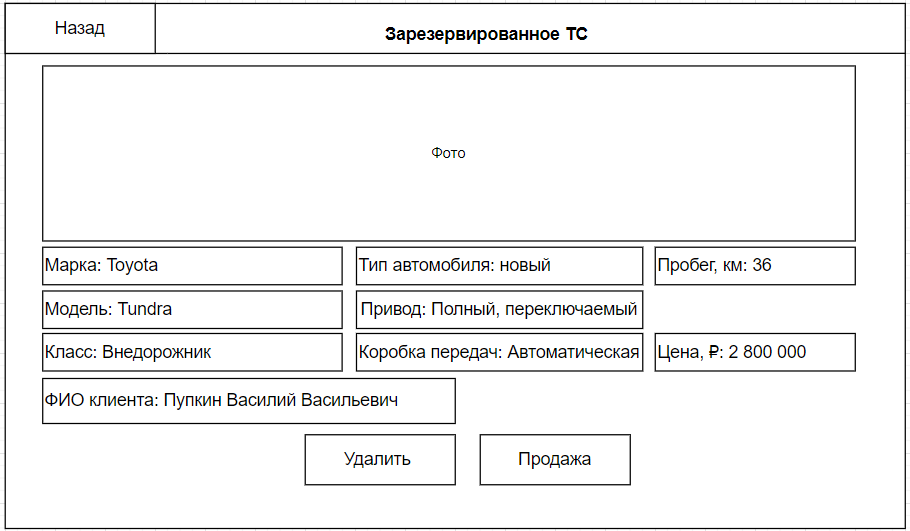 Назад
Зарезервированное ТС
Фото
Марка: Toyota
Тип автомобиля: новый
Пробег, км: 36
Модель: Tundra
Привод: Полный, переключаемый
Класс: Внедорожник
Коробка передач: Автоматическая
Цена, ₽: 2 800 000
ФИО клиента: Пупкин Василий Васильевич
Удалить
Продажа